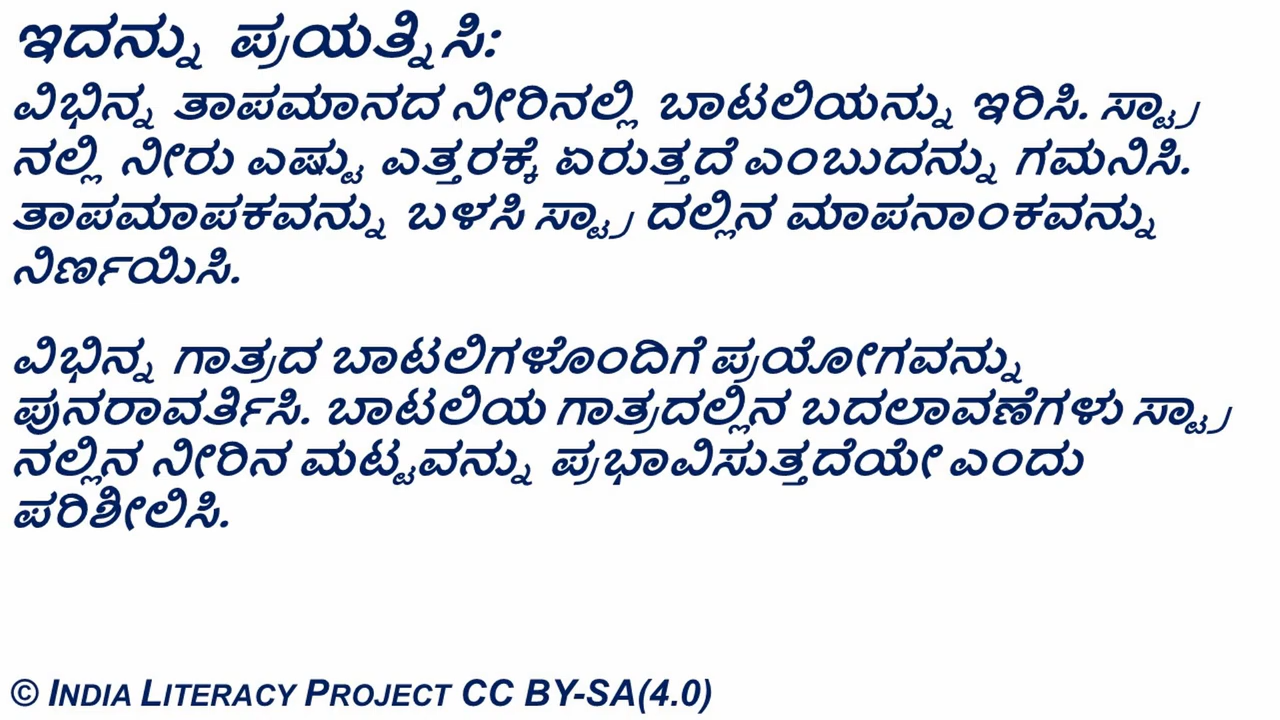 ಇದನ್ನು ಪ್ರಯತ್ನಿಸಿ:
ವಿಭಿನ್ನ ತಾಪಮಾನದ ನೀರಿನಲ್ಲಿ ಬಾಟಲಿಯನ್ನು ಇರಿಸಿ. ಸ್ಟ್ರಾ
ನಲ್ಲಿ ನೀರು ಎಷ್ಟು ಎತ್ತರಕ್ಕೆ ಏರುತ್ತದೆ ಎಂಬುದನ್ನು ಗಮನಿಸಿ.
ತಾಪಮಾಪಕವನ್ನು ಬಳಸಿ ಸ್ಟ್ರಾ ದಲ್ಲಿನ ಮಾಪನಾಂಕವನ್ನು
ನಿರ್ಣಯಿಸಿ.
ವಿಭಿನ್ನ ಗಾತ್ರದ ಬಾಟಲಿಗಳೊಂದಿಗೆ ಪ್ರಯೋಗವನ್ನು
ಪುನರಾವರ್ತಿಸಿ. ಬಾಟಲಿಯ ಗಾತ್ರದಲ್ಲಿನ ಬದಲಾವಣೆಗಳು ಸ್ಟ್ರಾ
ನಲ್ಲಿನ ನೀರಿನ ಮಟ್ಟವನ್ನು ಪ್ರಭಾವಿಸುತ್ತದೆಯೇ ಎಂದು
ಪರಿಶೀಲಿಸಿ.
© INDIA LITERACY PROJECT CC BY-SA(4.0)